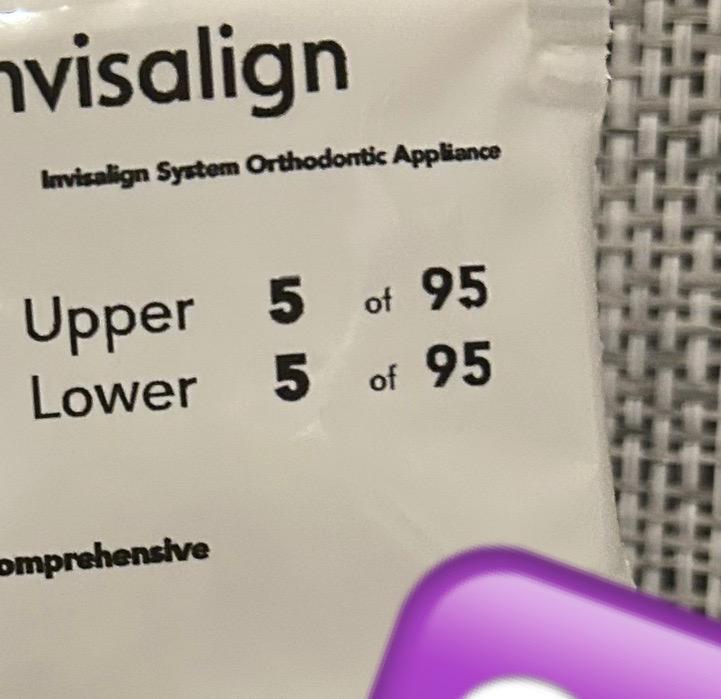 nvisalign
Invisalign System Orthodontic Appliance
Upper 5 of 95
Lower 5 of 95
omprehensive